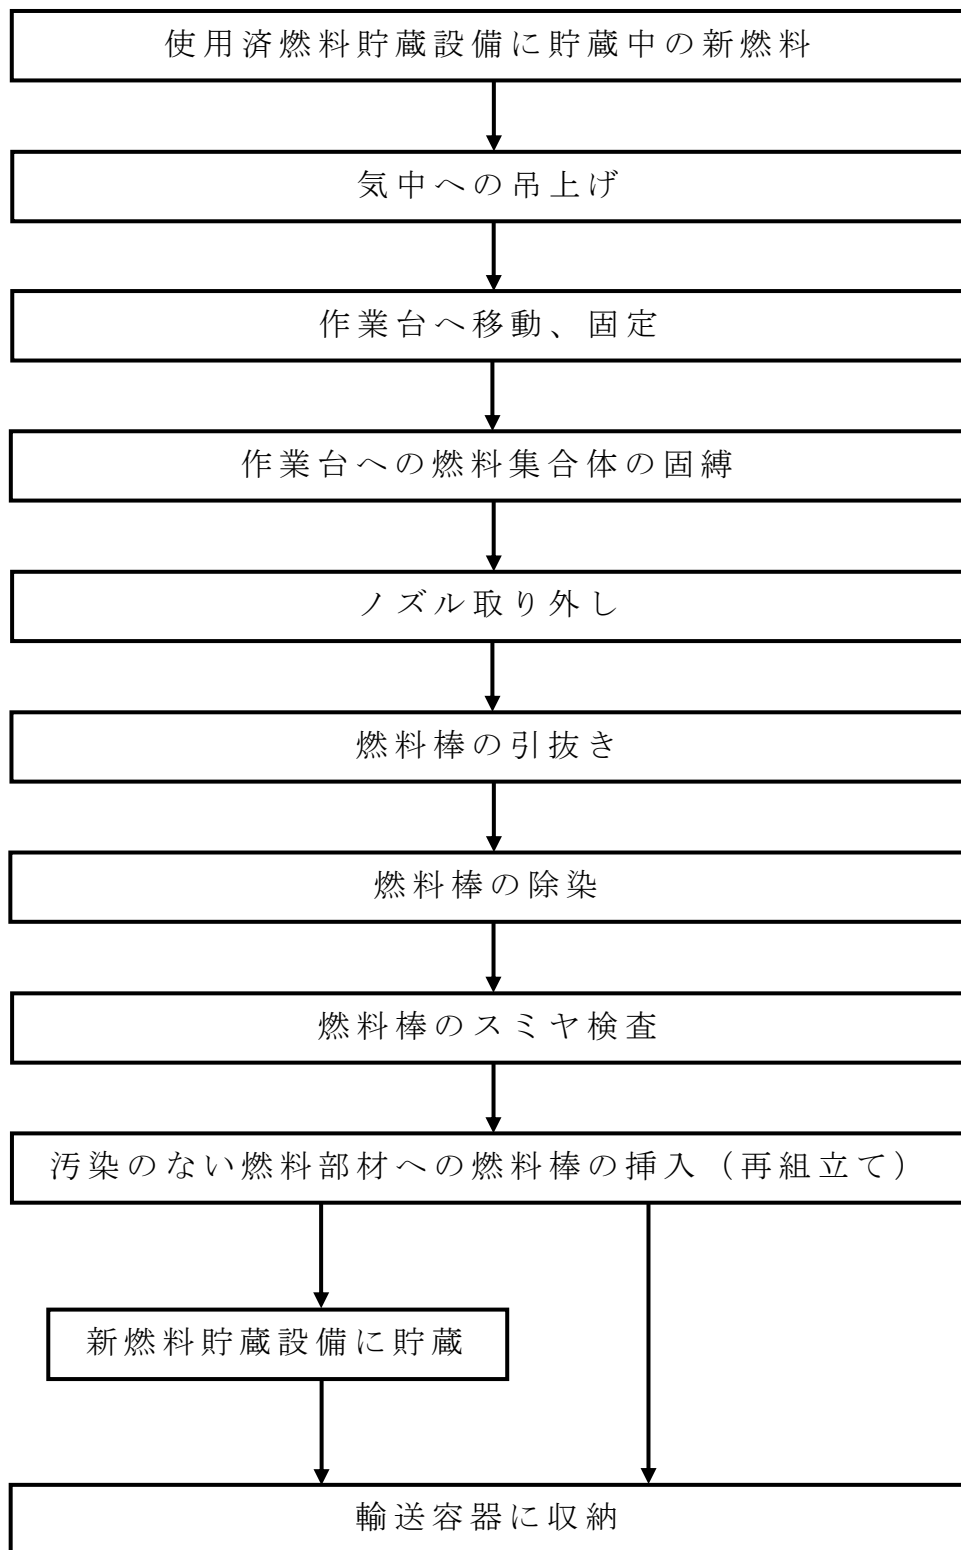 使用済燃料貯蔵設備に貯蔵中の新燃料
気中への吊上げ
作業台へ移動、固定
作業台への燃料集合体の固縛
ノズル取り外し
燃料棒の引抜き
燃料棒の除染
燃料棒のスミヤ検査
汚染のない燃料部材への燃料棒の挿入（再組立て）
新燃料貯蔵設備に貯蔵
輸送容器に収納